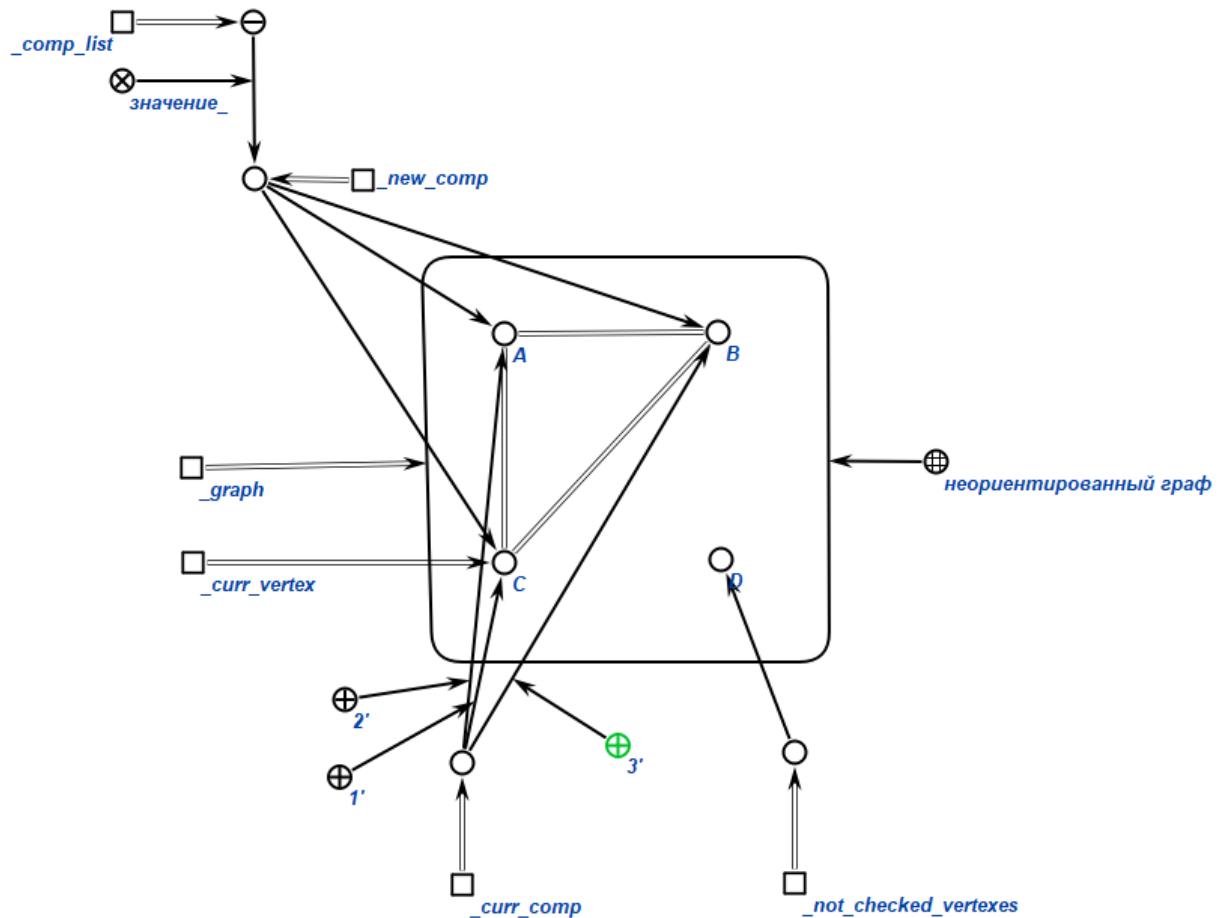 _comp_list
значение_
_new_comp
A
B
_graph
неориентированный граф
_curr_vertex
C
D
2'
1'
3'
_curr_comp
_not_checked_vertexes